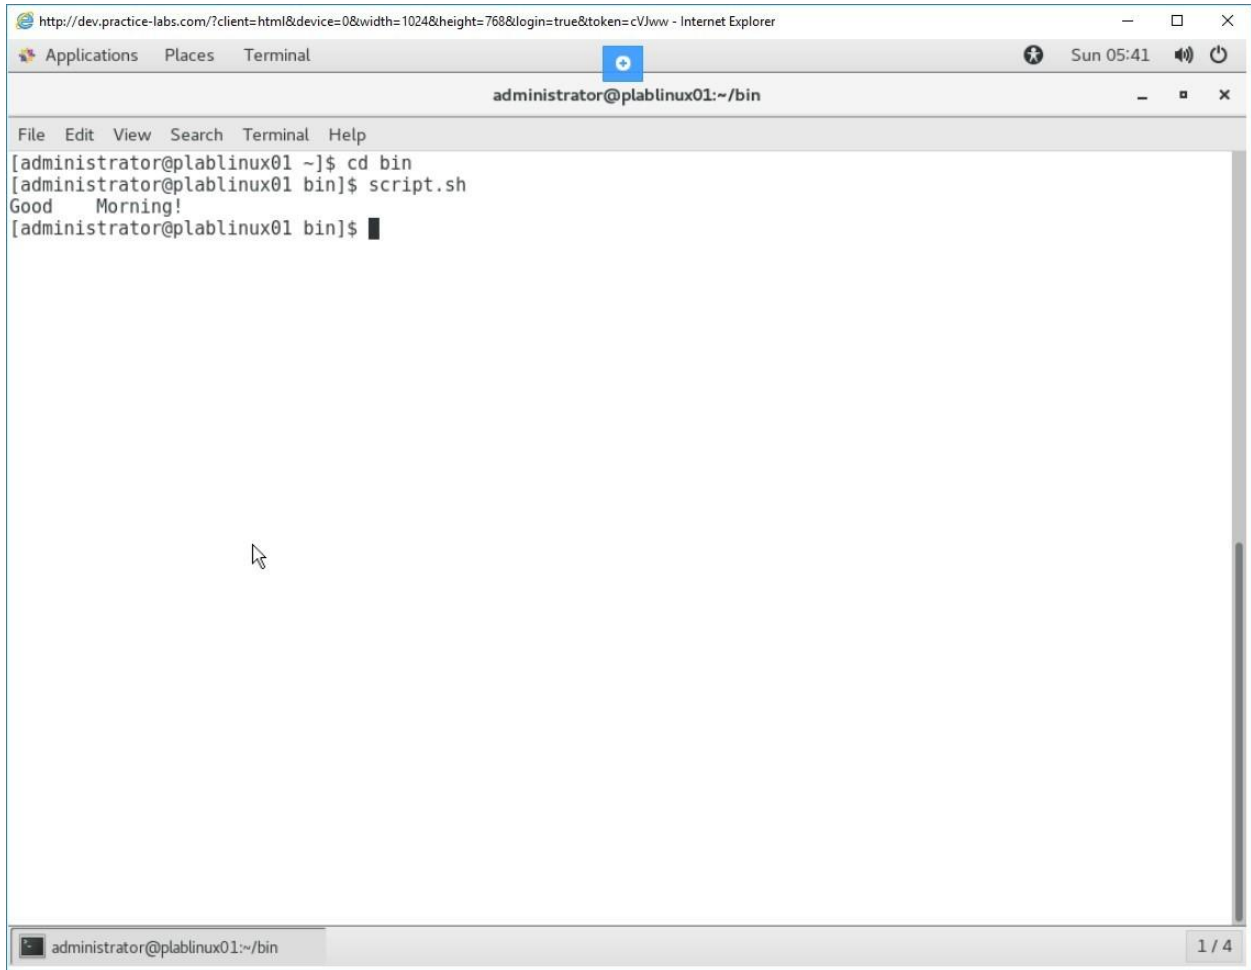 http://dev.practice-labs.com/?client=html&device=0&width=1024&height=768&login=true&token=cVJww - Internet Explorer
Applications Places Terminal Sun 05:41
administrator@plablinux01:~/bin
File Edit View Search Terminal Help
[administrator@plablinux01 ~]$ cd bin
[administrator@plablinux01 bin]$ script.sh
Good    Morning!
[administrator@plablinux01 bin]$
administrator@plablinux01:~/bin 1 / 4